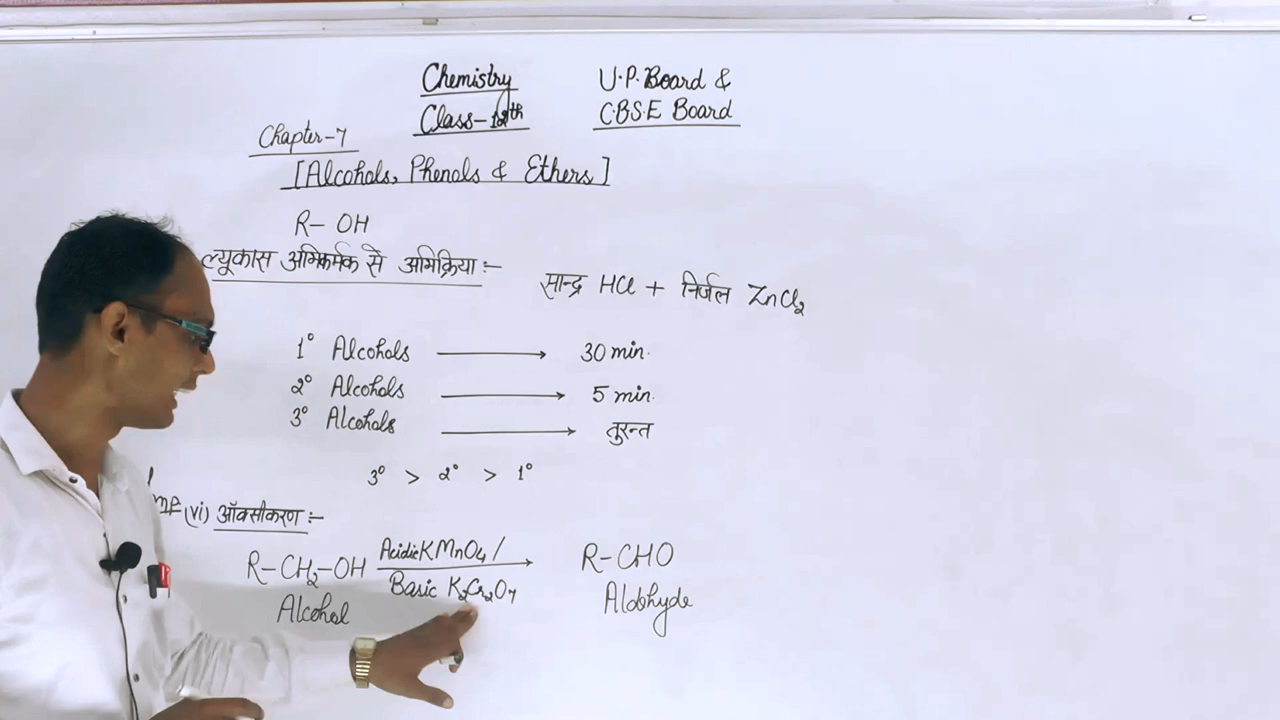 Chemistry U.P. Board &
Class-12th C.B.S.E Board
Chapter-7
[Alcohols, Phenols & Ethers]
R-OH
ल्यूकास अभिकर्मक से अभिक्रिया :-
सान्द्र HCl + निर्जल ZnCl₂
1° Alcohols ⟶ 30 min.
2° Alcohols ⟶ 5 min.
3° Alcohols ⟶ तुरन्त
3° > 2° > 1°
(vi) ऑक्सीकरण :-
Acidic KMnO₄ /
R-CH₂-OH ⟶ R-CHO
Basic K₂Cr₂O₇
Alcohol Aldehyde